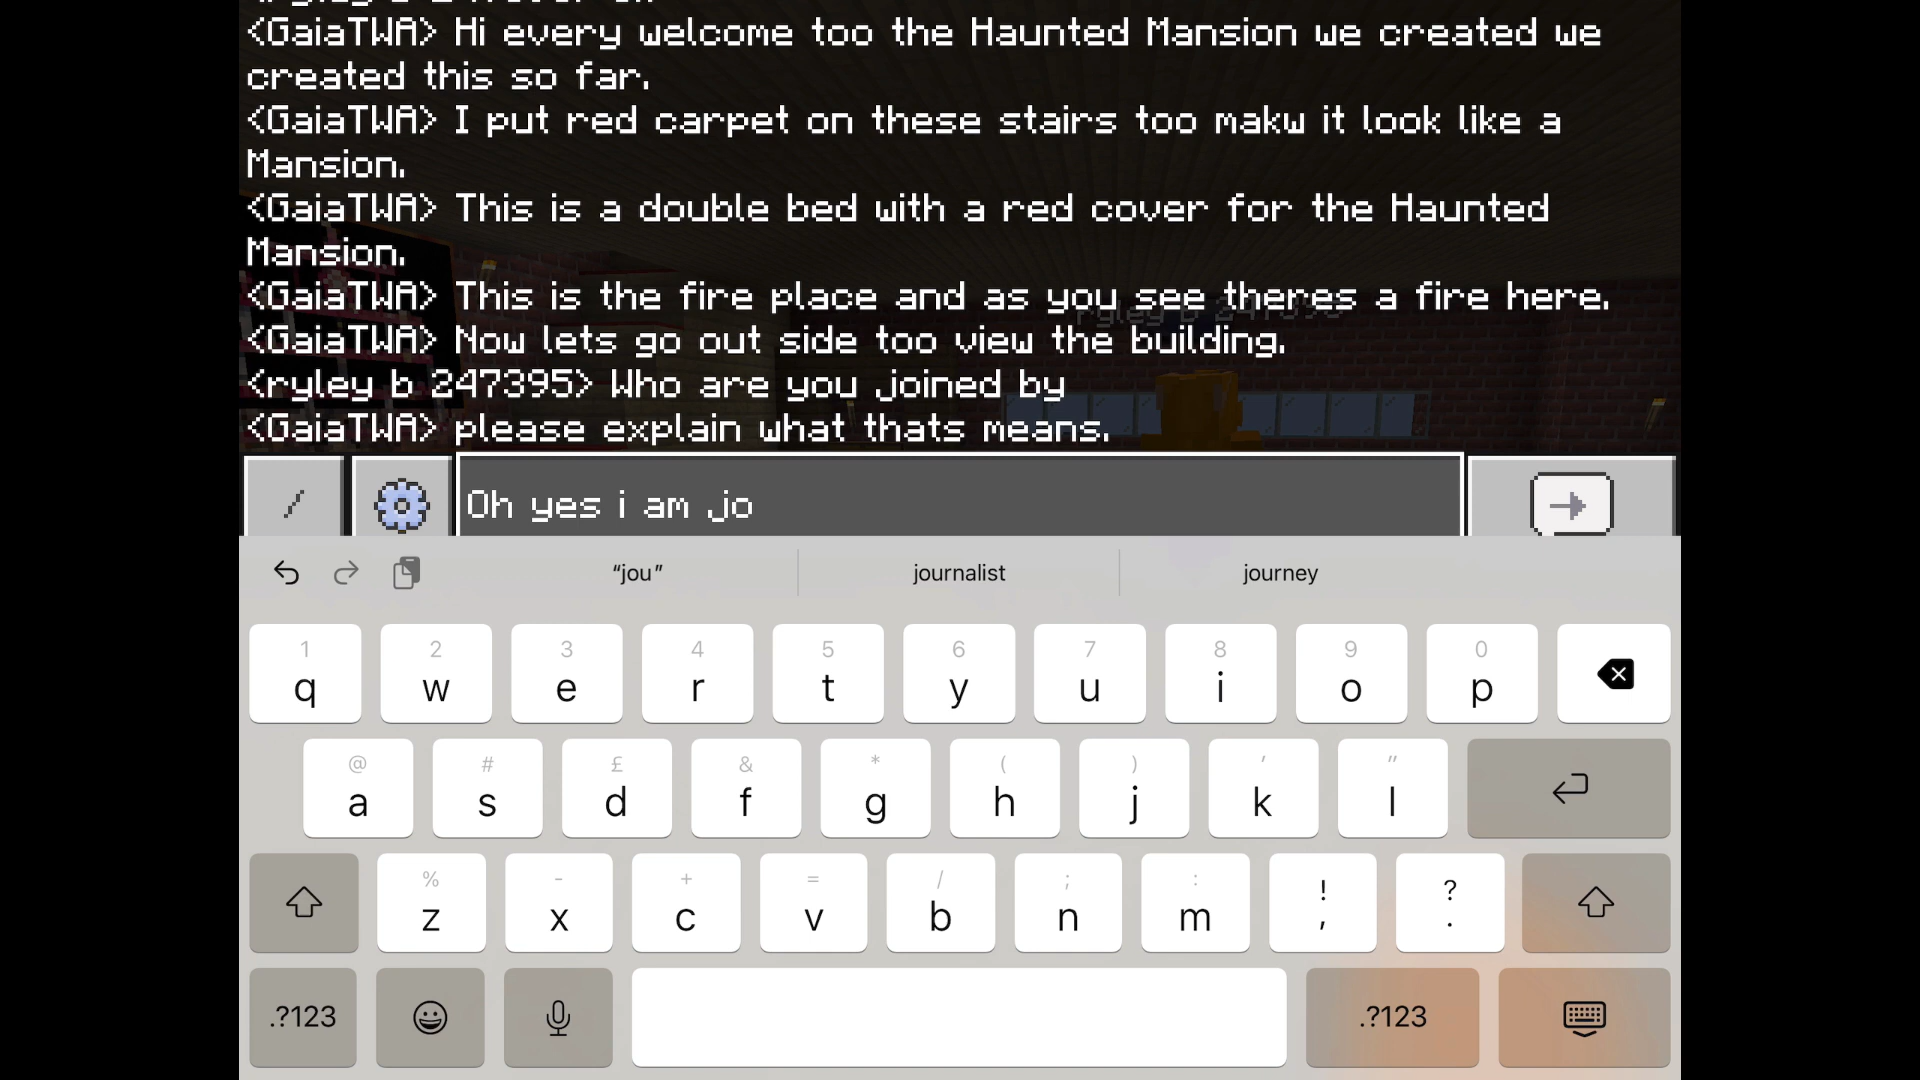 <GaiaTWA> Hi every welcome too the Haunted Mansion we created we
created this so far.
<GaiaTWA> I put red carpet on these stairs too makw it look like a
Mansion.
<GaiaTWA> This is a double bed with a red cover for the Haunted
Mansion.
<GaiaTWA> This is the fire place and as you see theres a fire here.
ryley b 247395
<GaiaTWA> Now lets go out side too view the building.
<ryley b 247395> Who are you joined by
<GaiaTWA> please explain what thats means.
/
Oh yes i am jo
“jou” journalist journey
1 2 3 4 5 6 7 8 9 0
q w e r t y u i o p
@ # £ & * ( ) ' "
a s d f g h j k l
% - + = / ; : ! ?
z x c v b n m , .
.?123 .?123